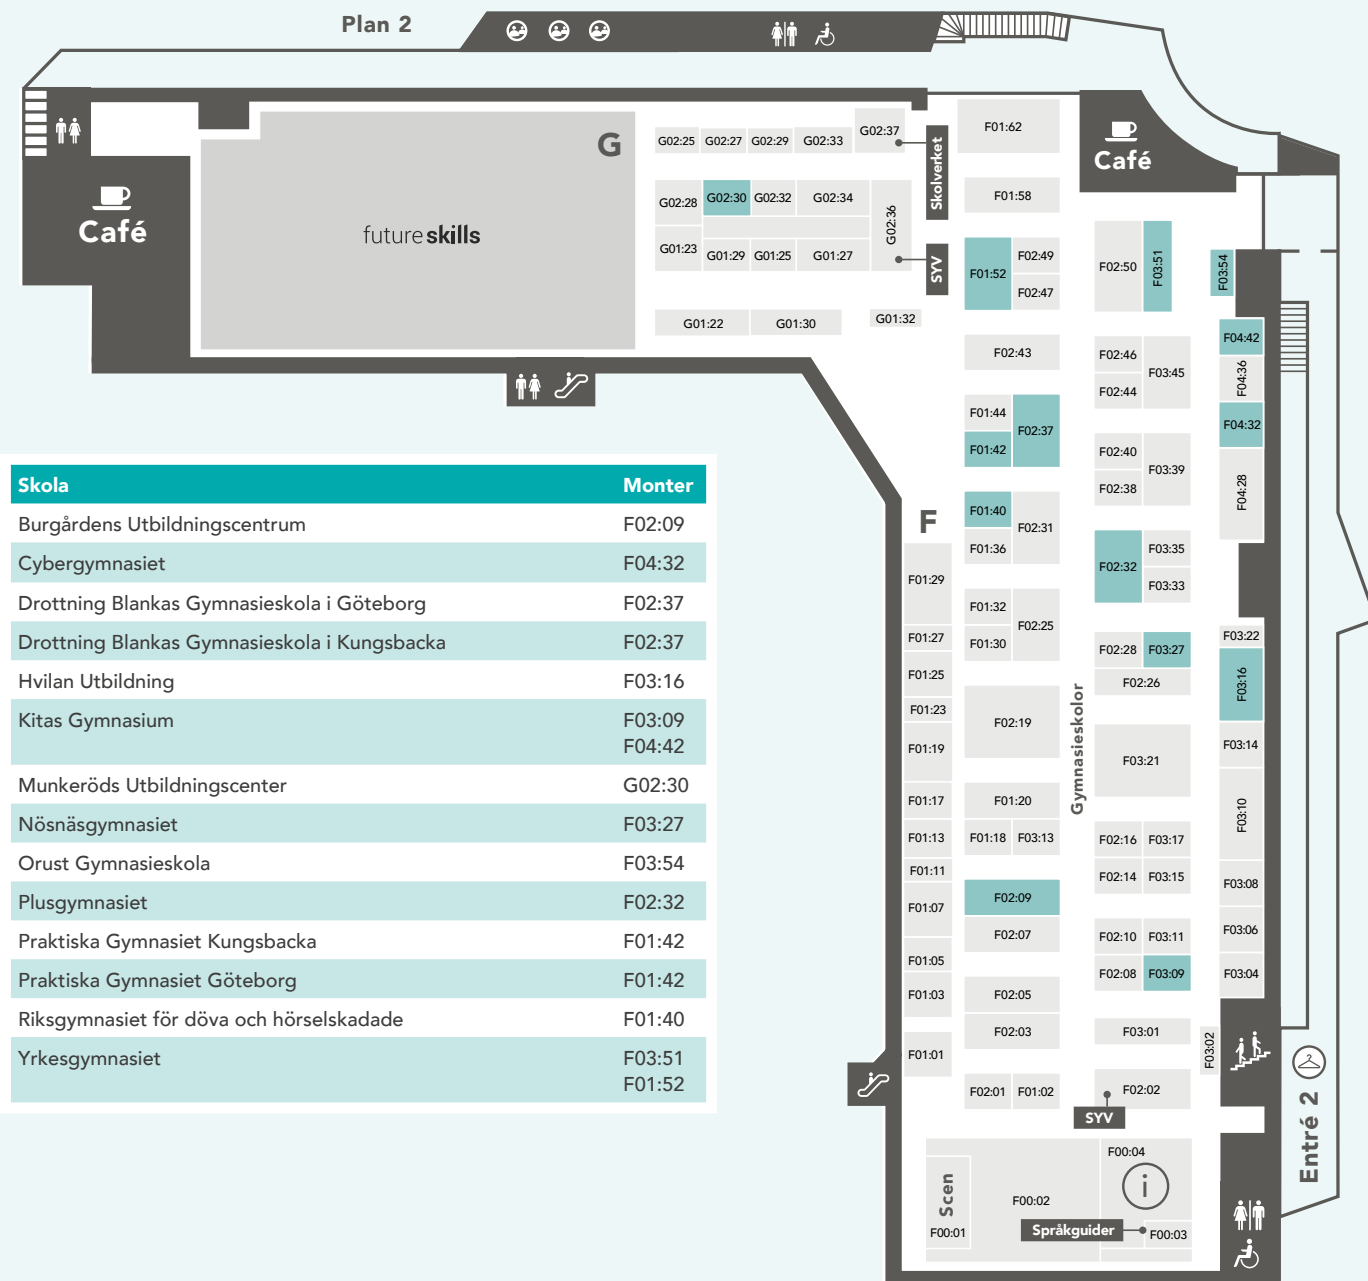 Plan 2
G
Café
futureskills
G02:25 G02:27 G02:29 G02:33 G02:37
Skolverket
G02:28 G02:30 G02:32 G02:34 G02:36
G01:23 G01:29 G01:25 G01:27
SYV
G01:22 G01:30 G01:32
F01:62
Café
F01:58
F01:52 F02:49
F02:47
F02:50 F03:51 F03:54
F02:43
F02:46 F03:45
F02:44
F04:42
F04:36
F04:32
F04:28
F01:44 F02:37
F01:42
F02:40 F03:39
F02:38
F01:40 F02:31
F01:36
F02:32 F03:35
F03:33
F
F01:29
F01:27
F01:25
F01:23
F01:19
F01:17
F01:13
F01:11
F01:07
F01:05
F01:03
F01:01
F01:32 F02:25
F01:30
F02:28 F03:27
F02:26
F03:22
F03:16
F03:14
F03:10
F03:08
F03:06
F03:04
F03:02
Gymnasieskolor
F02:19
F03:21
F01:20
F01:18 F03:13
F02:16 F03:17
F02:14 F03:15
F02:09
F02:07
F02:10 F03:11
F02:08 F03:09
F02:05
F02:03
F03:01
F02:01 F01:02
F02:02
SYV
Entré 2
F00:04
i
Scen
F00:01
F00:02
Språkguider
F00:03
Skola Monter
Burgårdens Utbildningscentrum F02:09
Cybergymnasiet F04:32
Drottning Blankas Gymnasieskola i Göteborg F02:37
Drottning Blankas Gymnasieskola i Kungsbacka F02:37
Hvilan Utbildning F03:16
Kitas Gymnasium F03:09
F04:42
Munkeröds Utbildningscenter G02:30
Nösnäsgymnasiet F03:27
Orust Gymnasieskola F03:54
Plusgymnasiet F02:32
Praktiska Gymnasiet Kungsbacka F01:42
Praktiska Gymnasiet Göteborg F01:42
Riksgymnasiet för döva och hörselskadade F01:40
Yrkesgymnasiet F03:51
F01:52